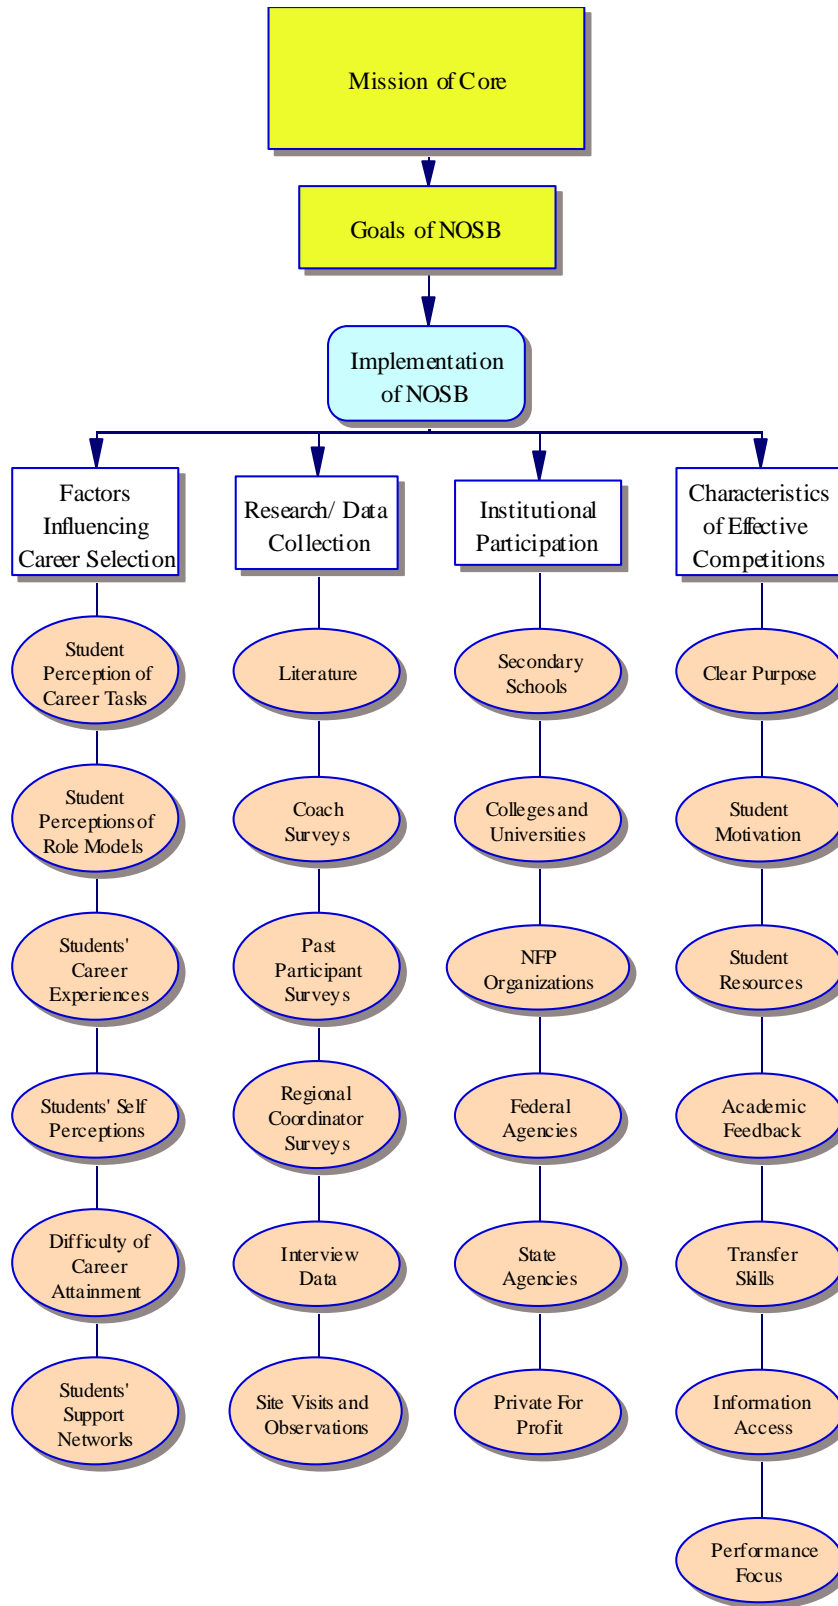 Mission of Core
Goals of NOSB
Implementation
of NOSB
Factors
Influencing
Career Selection
Research/ Data
Collection
Institutional
Participation
Characteristics
of Effective
Competitions
Student
Perception of
Career Tasks
Student
Perceptions of
Role Models
Students'
Career
Experiences
Students' Self
Perceptions
Difficulty of
Career
Attainment
Students'
Support
Networks
Literature
Coach
Surveys
Past
Participant
Surveys
Regional
Coordinator
Surveys
Interview
Data
Site Visits and
Observations
Secondary
Schools
Colleges and
Universities
NFP
Organizations
Federal
Agencies
State
Agencies
Private For
Profit
Clear Purpose
Student
Motivation
Student
Resources
Academic
Feedback
Transfer
Skills
Information
Access
Performance
Focus